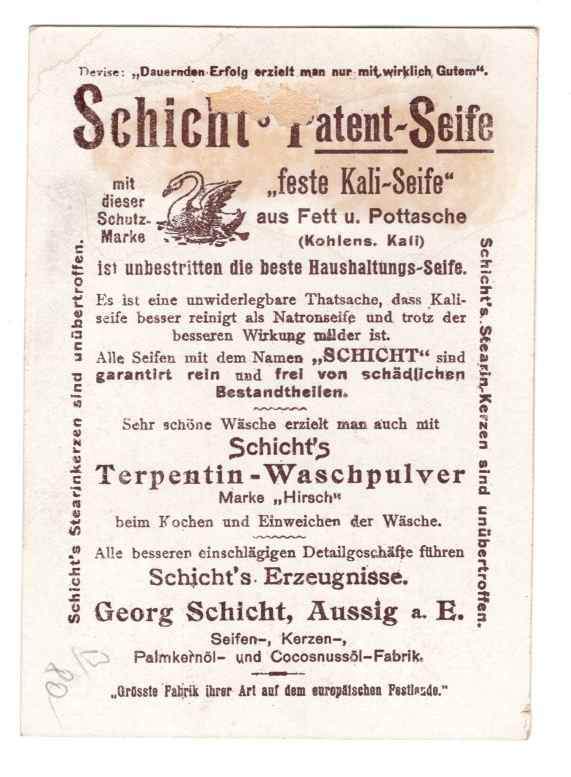 Devise: „Dauernden Erfolg erzielt man nur mit wirklich Gutem“.
Schicht's Patent-Seife
mit
dieser
Schutz-
Marke
„feste Kali-Seife“
aus Fett u. Pottasche
(Kohlens. Kali)
ist unbestritten die beste Haushaltungs-Seife.
Es ist eine unwiderlegbare Thatsache, dass Kali-
seife besser reinigt als Natronseife und trotz der
besseren Wirkung milder ist.
Alle Seifen mit dem Namen „SCHICHT“ sind
garantirt rein und frei von schädlichen
Bestandtheilen.
Sehr schöne Wäsche erzielt man auch mit
Schicht's
Terpentin-Waschpulver
Marke „Hirsch“
beim Kochen und Einweichen der Wäsche.
Alle besseren einschlägigen Detailgeschäfte führen
Schicht's Erzeugnisse.
Georg Schicht, Aussig a. E.
Seifen-, Kerzen-,
Palmkernöl- und Cocosnussöl-Fabrik.
„Grösste Fabrik ihrer Art auf dem europäischen Festlande.“
Schicht's Stearinkerzen sind unübertroffen.
Schicht's Stearin-Kerzen sind unübertroffen.